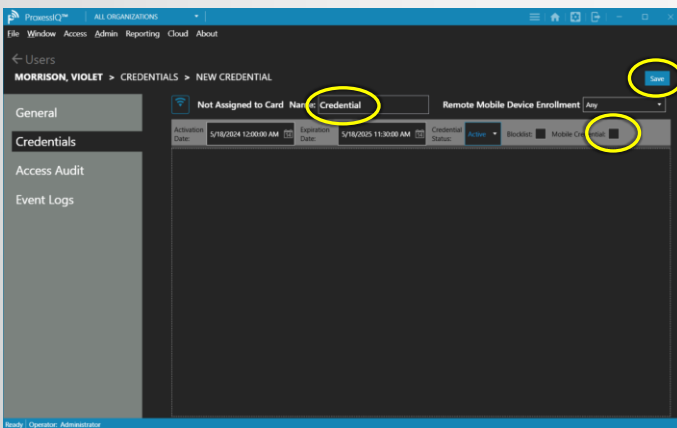 ProxessIQ™ ALL ORGANIZATIONS
File Window Access Admin Reporting Cloud About
Users
MORRISON, VIOLET > CREDENTIALS > NEW CREDENTIAL
Save
General
Credentials
Access Audit
Event Logs
Not Assigned to Card Name: Credential Remote Mobile Device Enrollment Any
Activation Date: 5/18/2024 12:00:00 AM Expiration Date: 5/18/2025 11:30:00 AM Credential Status: Active Blocklist: Mobile Credential:
Ready Operator: Administrator